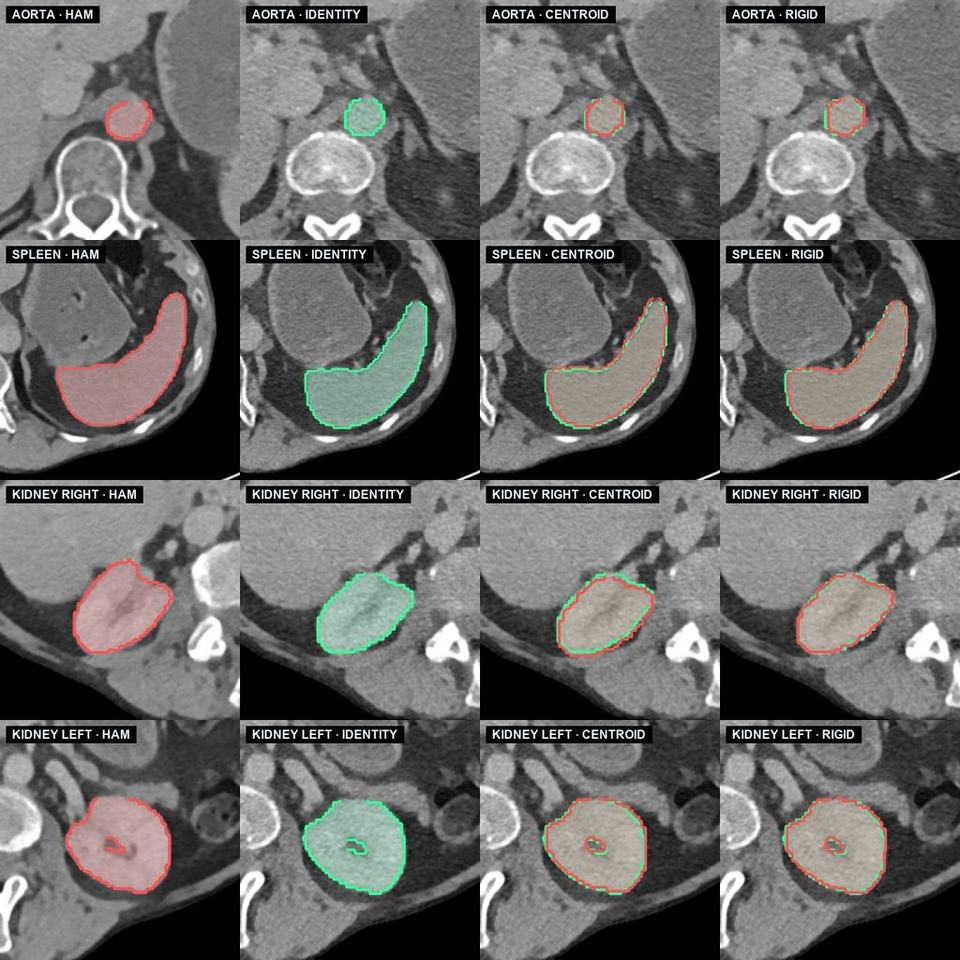 AORTA · HAM
AORTA · IDENTITY
AORTA · CENTROID
AORTA · RIGID
SPLEEN · HAM
SPLEEN · IDENTITY
SPLEEN · CENTROID
SPLEEN · RIGID
KIDNEY RIGHT · HAM
KIDNEY RIGHT · IDENTITY
KIDNEY RIGHT · CENTROID
KIDNEY RIGHT · RIGID
KIDNEY LEFT · HAM
KIDNEY LEFT · IDENTITY
KIDNEY LEFT · CENTROID
KIDNEY LEFT · RIGID